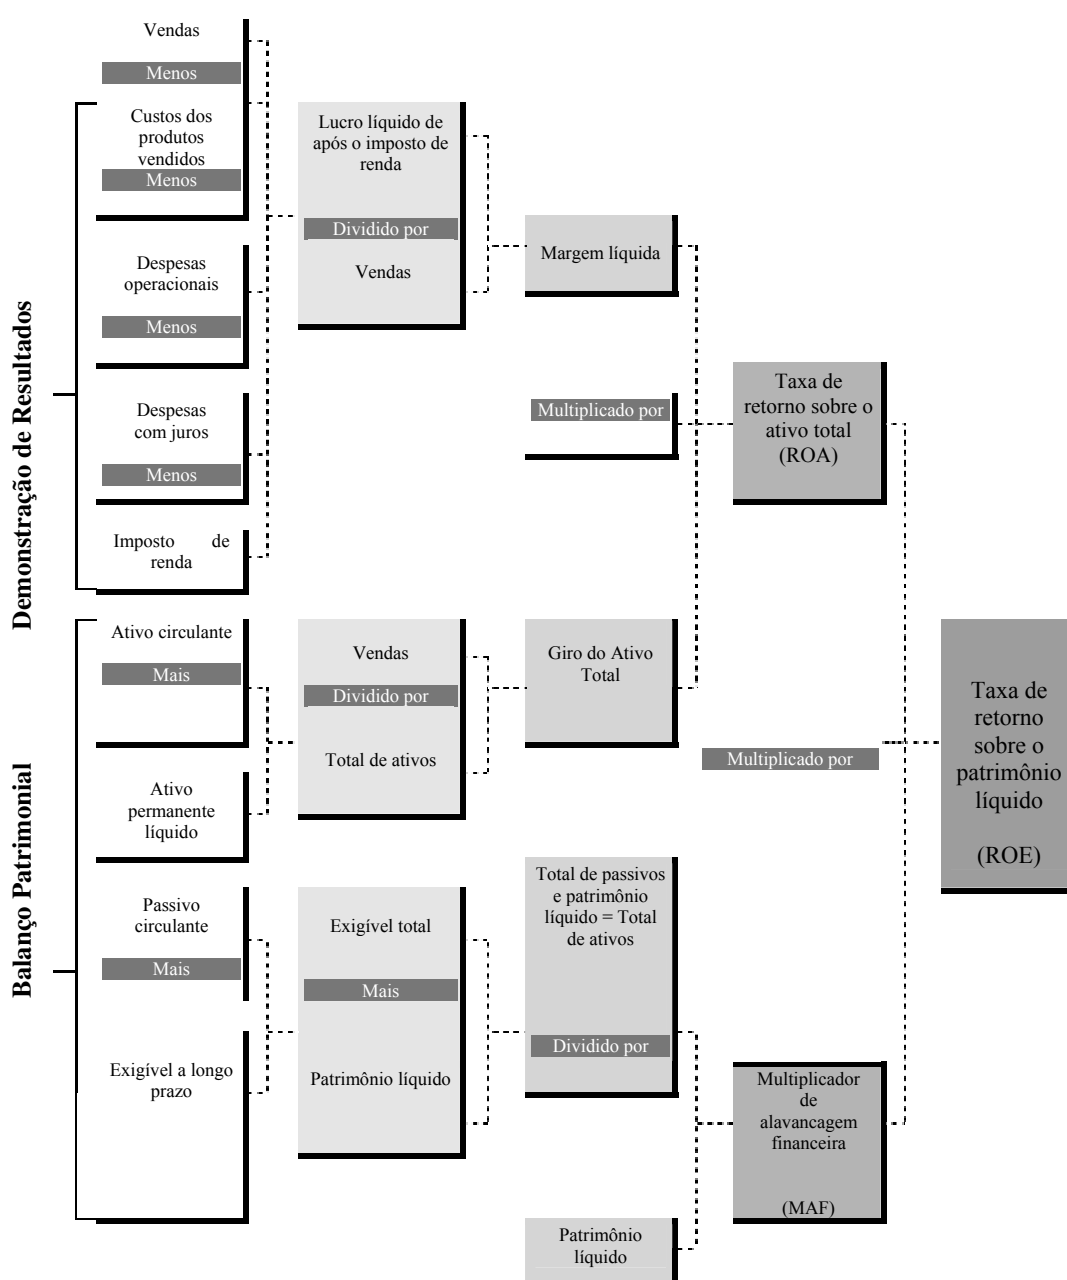 Demonstração de Resultados
Vendas
Menos
Custos dos
produtos
vendidos
Menos
Despesas
operacionais
Menos
Despesas
com juros
Menos
Imposto de
renda
Lucro líquido de
após o imposto de
renda
Dividido por
Vendas
Margem líquida
Multiplicado por
Taxa de
retorno sobre o
ativo total
(ROA)
Balanço Patrimonial
Ativo circulante
Mais
Ativo
permanente
líquido
Vendas
Dividido por
Total de ativos
Giro do Ativo
Total
Multiplicado por
Taxa de
retorno
sobre o
patrimônio
líquido
(ROE)
Passivo
circulante
Mais
Exigível a longo
prazo
Exigível total
Mais
Patrimônio líquido
Total de passivos
e patrimônio
líquido = Total
de ativos
Dividido por
Patrimônio
líquido
Multiplicador
de
alavancagem
financeira
(MAF)